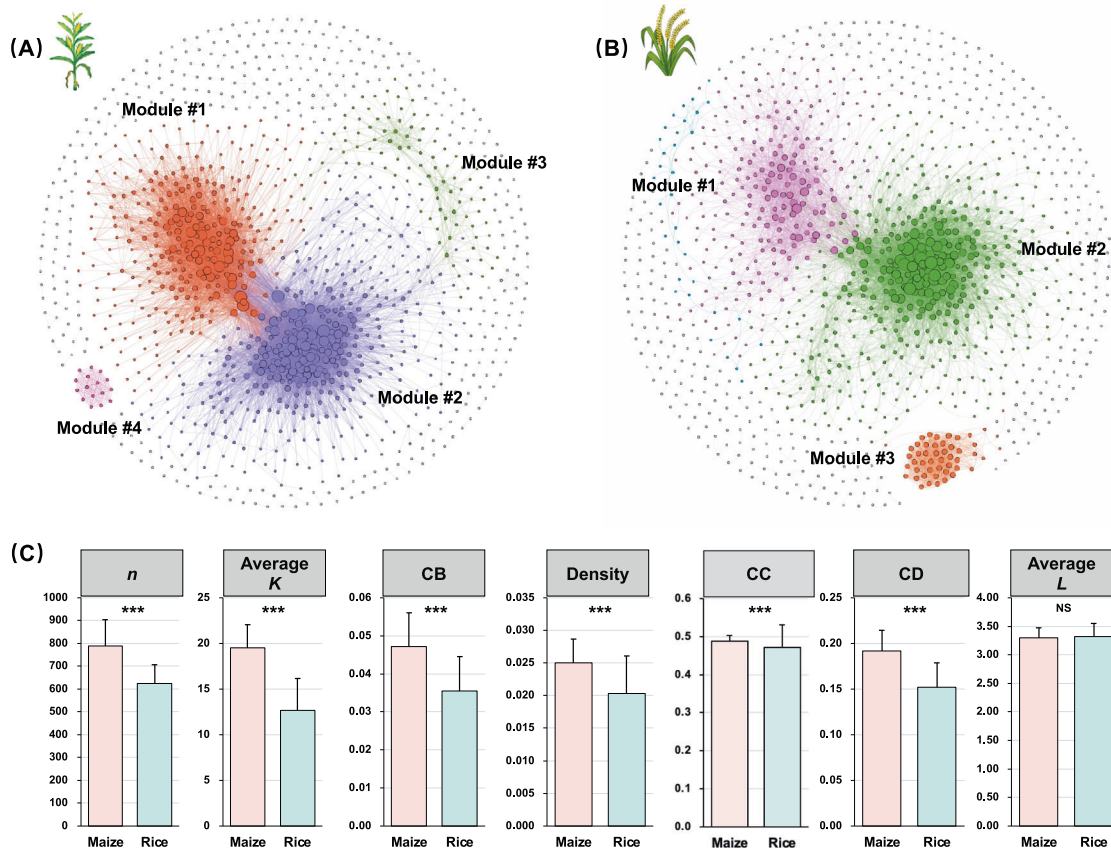 (A)
Module #1
Module #3
Module #2
Module #4
(B)
Module #1
Module #2
Module #3
(C)
n
1000
900
800
700
600
500
400
300
200
100
0
***
Maize Rice
Average
K
25
20
15
10
5
0
***
Maize Rice
CB
0.06
0.05
0.04
0.03
0.02
0.01
0.00
***
Maize Rice
Density
0.035
0.030
0.025
0.020
0.015
0.010
0.005
0.000
***
Maize Rice
CC
0.6
0.5
0.4
0.3
0.2
0.1
0.0
***
Maize Rice
CD
0.25
0.20
0.15
0.10
0.05
0.00
***
Maize Rice
Average
L
4.00
3.50
3.00
2.50
2.00
1.50
1.00
0.50
0.00
NS
Maize Rice